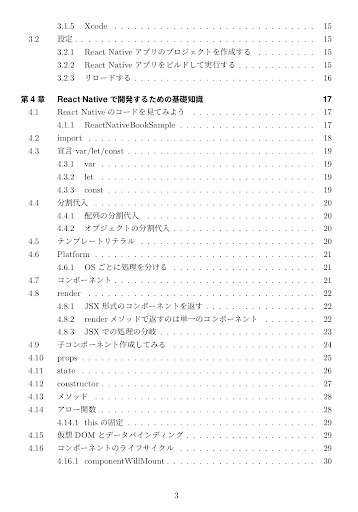 3.1.5 Xcode . . . . . . . . . . . . . . . . . . . . . . . . . . . . . . . 15
3.2 設定 . . . . . . . . . . . . . . . . . . . . . . . . . . . . . . . . . . . 15
3.2.1 React Native アプリのプロジェクトを作成する . . . . . . . . . 15
3.2.2 React Native アプリをビルドして実行する . . . . . . . . . . . . 15
3.2.3 リロードする . . . . . . . . . . . . . . . . . . . . . . . . . . . . 16
第 4 章 React Native で開発するための基礎知識 17
4.1 React Native のコードを見てみよう . . . . . . . . . . . . . . . . . . . 17
4.1.1 ReactNativeBookSample . . . . . . . . . . . . . . . . . . . . . 17
4.2 import . . . . . . . . . . . . . . . . . . . . . . . . . . . . . . . . . . . 18
4.3 宣言 var/let/const . . . . . . . . . . . . . . . . . . . . . . . . . . . . . 19
4.3.1 var . . . . . . . . . . . . . . . . . . . . . . . . . . . . . . . . . 19
4.3.2 let . . . . . . . . . . . . . . . . . . . . . . . . . . . . . . . . . 19
4.3.3 const . . . . . . . . . . . . . . . . . . . . . . . . . . . . . . . . 19
4.4 分割代入 . . . . . . . . . . . . . . . . . . . . . . . . . . . . . . . . . . 20
4.4.1 配列の分割代入 . . . . . . . . . . . . . . . . . . . . . . . . . . . 20
4.4.2 オブジェクトの分割代入 . . . . . . . . . . . . . . . . . . . . . . 20
4.5 テンプレートリテラル . . . . . . . . . . . . . . . . . . . . . . . . . . . 20
4.6 Platform . . . . . . . . . . . . . . . . . . . . . . . . . . . . . . . . . . 21
4.6.1 OS ごとに処理を分ける . . . . . . . . . . . . . . . . . . . . . . 21
4.7 コンポーネント . . . . . . . . . . . . . . . . . . . . . . . . . . . . . . . 21
4.8 render . . . . . . . . . . . . . . . . . . . . . . . . . . . . . . . . . . . 22
4.8.1 JSX 形式のコンポーネントを返す . . . . . . . . . . . . . . . . . 22
4.8.2 render メソッドで返すのは単一のコンポーネント . . . . . . . . 22
4.8.3 JSX での処理の分岐 . . . . . . . . . . . . . . . . . . . . . . . . 23
4.9 子コンポーネント作成してみる . . . . . . . . . . . . . . . . . . . . . . 24
4.10 props . . . . . . . . . . . . . . . . . . . . . . . . . . . . . . . . . . . . 25
4.11 state . . . . . . . . . . . . . . . . . . . . . . . . . . . . . . . . . . . . 26
4.12 constructor . . . . . . . . . . . . . . . . . . . . . . . . . . . . . . . . . 27
4.13 メソッド . . . . . . . . . . . . . . . . . . . . . . . . . . . . . . . . . . 28
4.14 アロー関数 . . . . . . . . . . . . . . . . . . . . . . . . . . . . . . . . . 28
4.14.1 this の固定 . . . . . . . . . . . . . . . . . . . . . . . . . . . . . 29
4.15 仮想 DOM とデータバインディング . . . . . . . . . . . . . . . . . . . . 29
4.16 コンポーネントのライフサイクル . . . . . . . . . . . . . . . . . . . . . 29
4.16.1 componentWillMount . . . . . . . . . . . . . . . . . . . . . . . 30
3